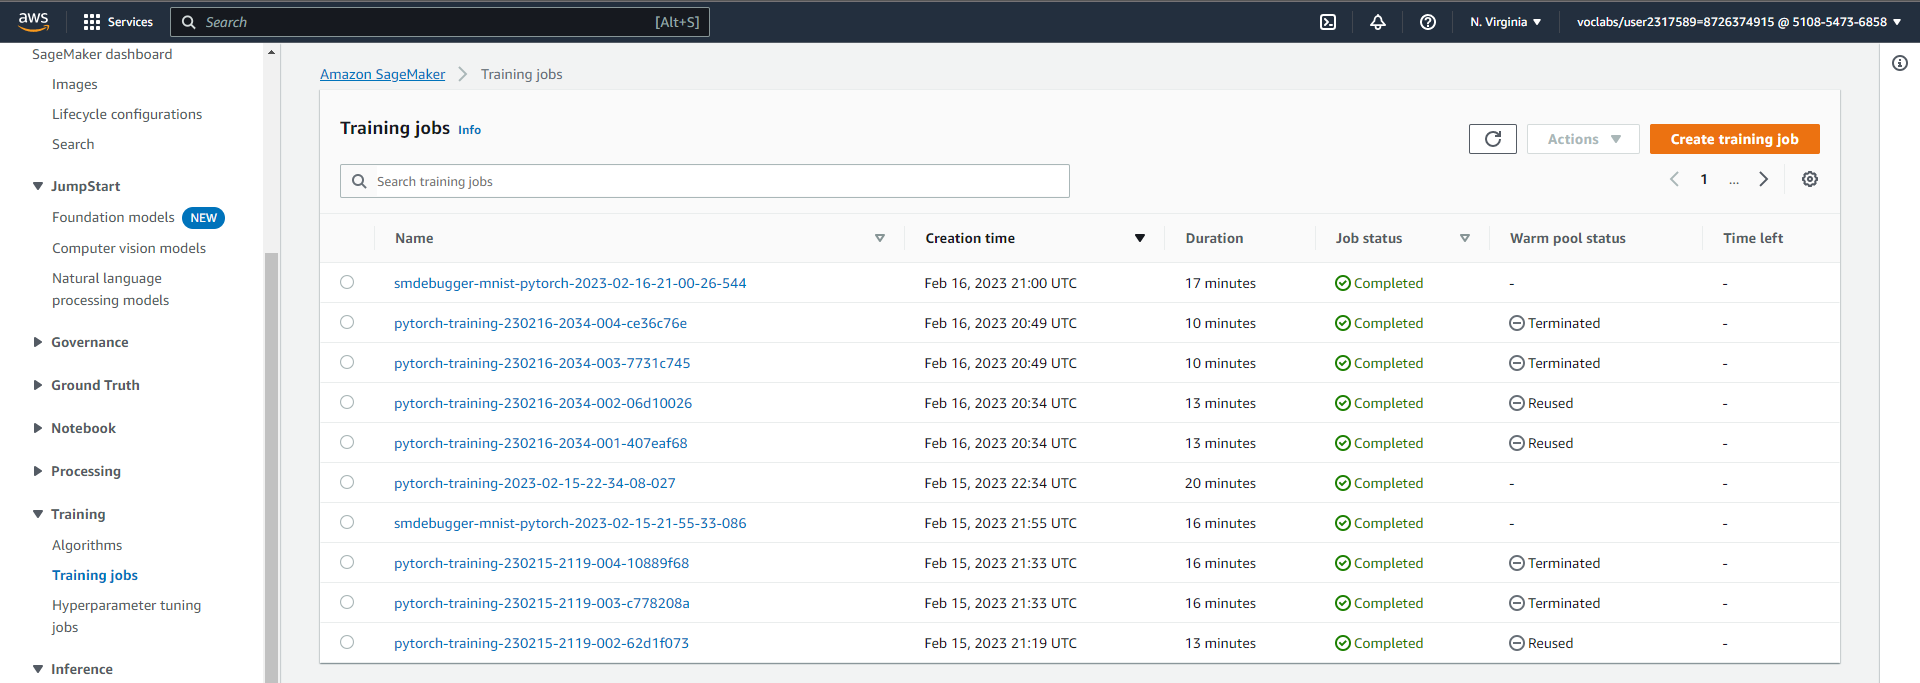 aws Services Search [Alt+S] N. Virginia voclabs/user2317589=8726374915 @ 5108-5473-6858
SageMaker dashboard
Images
Lifecycle configurations
Search
JumpStart
Foundation models NEW
Computer vision models
Natural language
processing models
Governance
Ground Truth
Notebook
Processing
Training
Algorithms
Training jobs
Hyperparameter tuning
jobs
Inference
Amazon SageMaker Training jobs
Training jobs Info
Actions Create training job
Search training jobs
1 ...
Name Creation time Duration Job status Warm pool status Time left
smdebugger-mnist-pytorch-2023-02-16-21-00-26-544 Feb 16, 2023 21:00 UTC 17 minutes Completed - -
pytorch-training-230216-2034-004-ce36c76e Feb 16, 2023 20:49 UTC 10 minutes Completed Terminated -
pytorch-training-230216-2034-003-7731c745 Feb 16, 2023 20:49 UTC 10 minutes Completed Terminated -
pytorch-training-230216-2034-002-06d10026 Feb 16, 2023 20:34 UTC 13 minutes Completed Reused -
pytorch-training-230216-2034-001-407eaf68 Feb 16, 2023 20:34 UTC 13 minutes Completed Reused -
pytorch-training-2023-02-15-22-34-08-027 Feb 15, 2023 22:34 UTC 20 minutes Completed - -
smdebugger-mnist-pytorch-2023-02-15-21-55-33-086 Feb 15, 2023 21:55 UTC 16 minutes Completed - -
pytorch-training-230215-2119-004-10889f68 Feb 15, 2023 21:33 UTC 16 minutes Completed Terminated -
pytorch-training-230215-2119-003-c778208a Feb 15, 2023 21:33 UTC 16 minutes Completed Terminated -
pytorch-training-230215-2119-002-62d1f073 Feb 15, 2023 21:19 UTC 13 minutes Completed Reused -